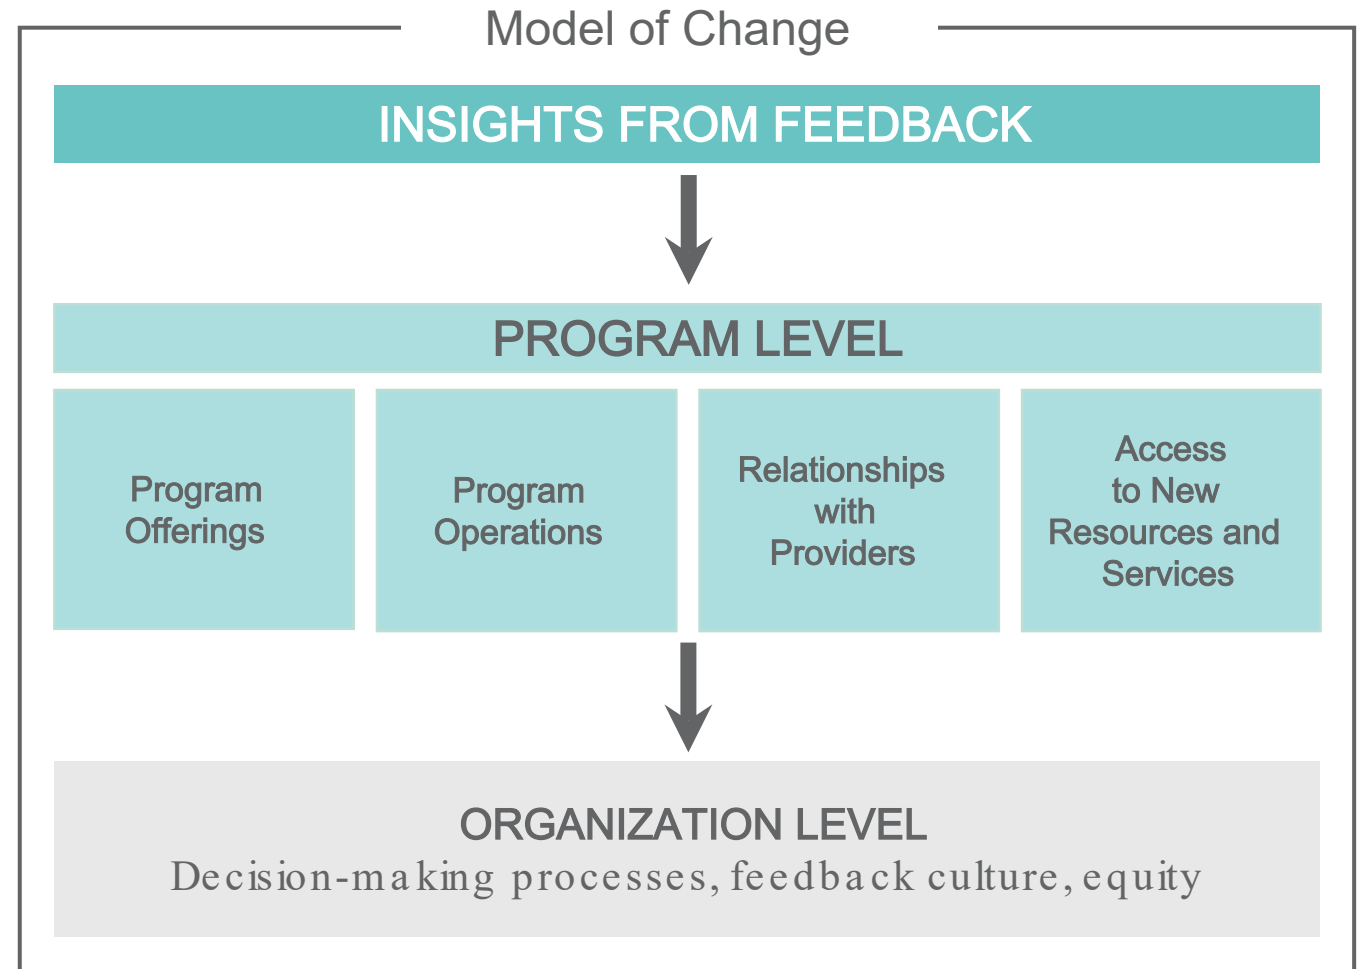 Model of Change
INSIGHTS FROM FEEDBACK
PROGRAM LEVEL
Program
Offerings
Program
Operations
Relationships
with
Providers
Access
to New
Resources and
Services
ORGANIZATION LEVEL
Decision-making processes, feedback culture, equity